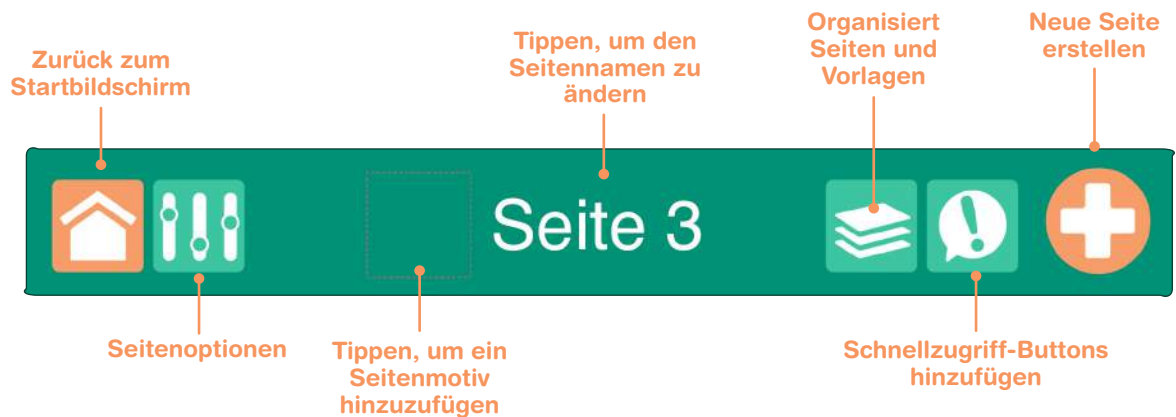 Zurück zum
Startbildschirm
Tippen, um den
Seitennamen zu
ändern
Organisiert
Seiten und
Vorlagen
Neue Seite
erstellen
Seite 3
Seitenoptionen
Tippen, um ein
Seitenmotiv
hinzuzufügen
Schnellzugriff-Buttons
hinzufügen